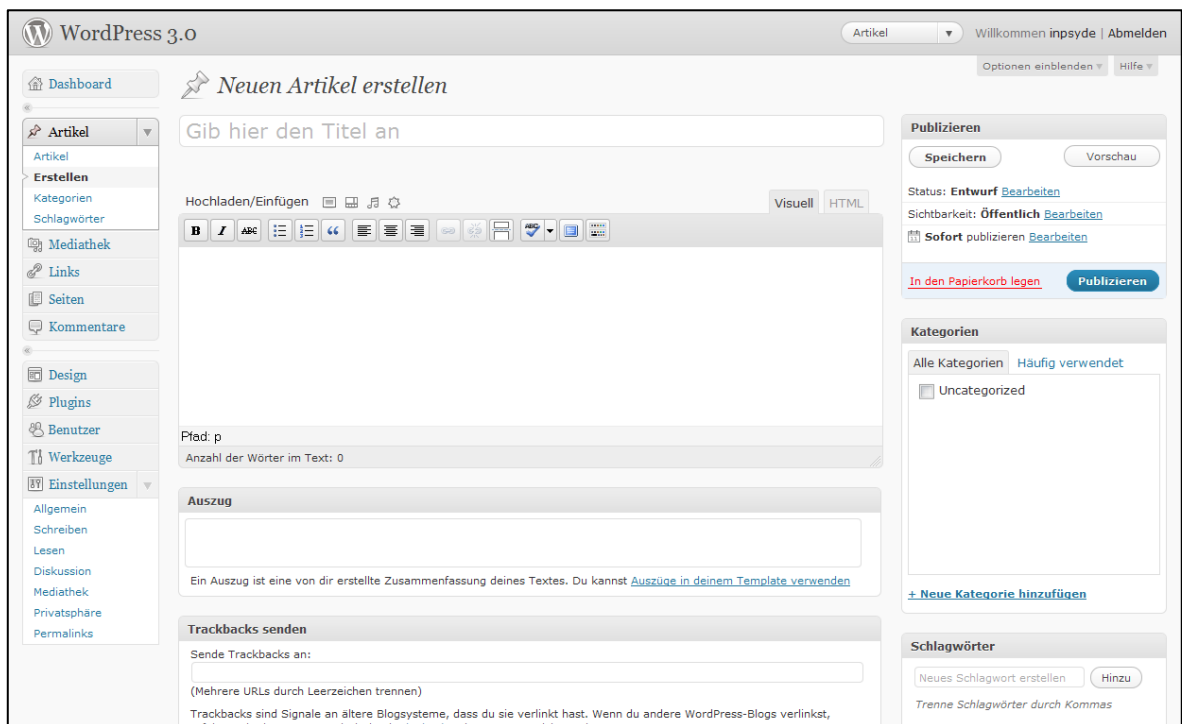 WordPress 3.0
Artikel
Willkommen inpsyde | Abmelden
Optionen einblenden
Hilfe
Dashboard
Artikel
Artikel
Erstellen
Kategorien
Schlagwörter
Mediathek
Links
Seiten
Kommentare
Design
Plugins
Benutzer
Werkzeuge
Einstellungen
Allgemein
Schreiben
Lesen
Diskussion
Mediathek
Privatsphäre
Permalinks
Neuen Artikel erstellen
Gib hier den Titel an
Hochladen/Einfügen
Visuell
HTML
B I ABC
ABC
Pfad: p
Anzahl der Wörter im Text: 0
Auszug
Ein Auszug ist eine von dir erstellte Zusammenfassung deines Textes. Du kannst Auszüge in deinem Template verwenden
Trackbacks senden
Sende Trackbacks an:
(Mehrere URLs durch Leerzeichen trennen)
Trackbacks sind Signale an ältere Blogsysteme, dass du sie verlinkt hast. Wenn du andere WordPress-Blogs verlinkst,
Publizieren
Speichern
Vorschau
Status: Entwurf Bearbeiten
Sichtbarkeit: Öffentlich Bearbeiten
Sofort publizieren Bearbeiten
In den Papierkorb legen
Publizieren
Kategorien
Alle Kategorien
Häufig verwendet
Uncategorized
+ Neue Kategorie hinzufügen
Schlagwörter
Neues Schlagwort erstellen
Hinzu
Trenne Schlagwörter durch Kommas